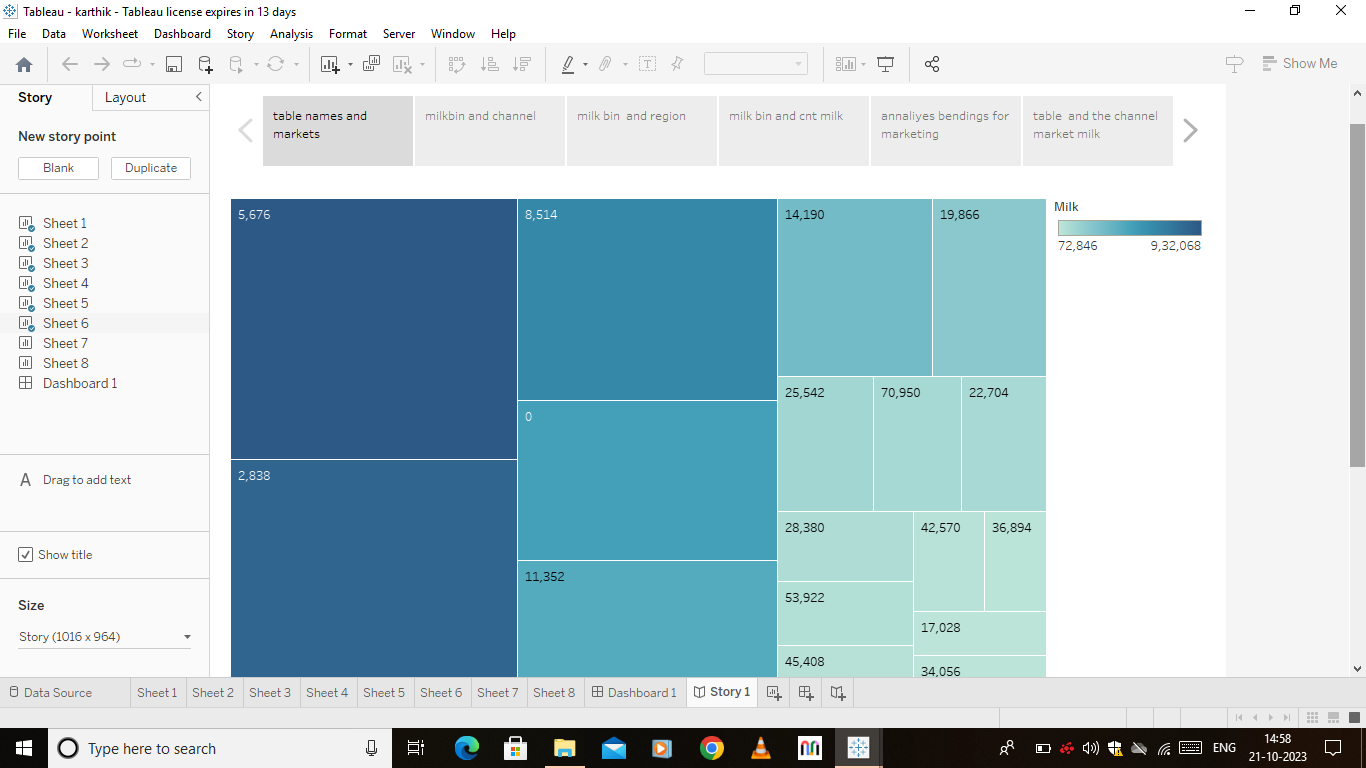 Tableau - karthik - Tableau license expires in 13 days
File Data Worksheet Dashboard Story Analysis Format Server Window Help
Show Me
Story Layout
New story point
Blank Duplicate
Sheet 1
Sheet 2
Sheet 3
Sheet 4
Sheet 5
Sheet 6
Sheet 7
Sheet 8
Dashboard 1
A Drag to add text
Show title
Size
Story (1016 x 964)
table names and
markets
milkbin and channel
milk bin and region
milk bin and cnt milk
annaliyes bendings for
marketing
table and the channel
market milk
5,676
8,514
14,190
19,866
25,542
70,950
22,704
0
2,838
28,380
42,570
36,894
11,352
53,922
17,028
45,408
34,056
Milk
72,846 9,32,068
Data Source Sheet 1 Sheet 2 Sheet 3 Sheet 4 Sheet 5 Sheet 6 Sheet 7 Sheet 8 Dashboard 1 Story 1
Type here to search
ENG
14:58
21-10-2023